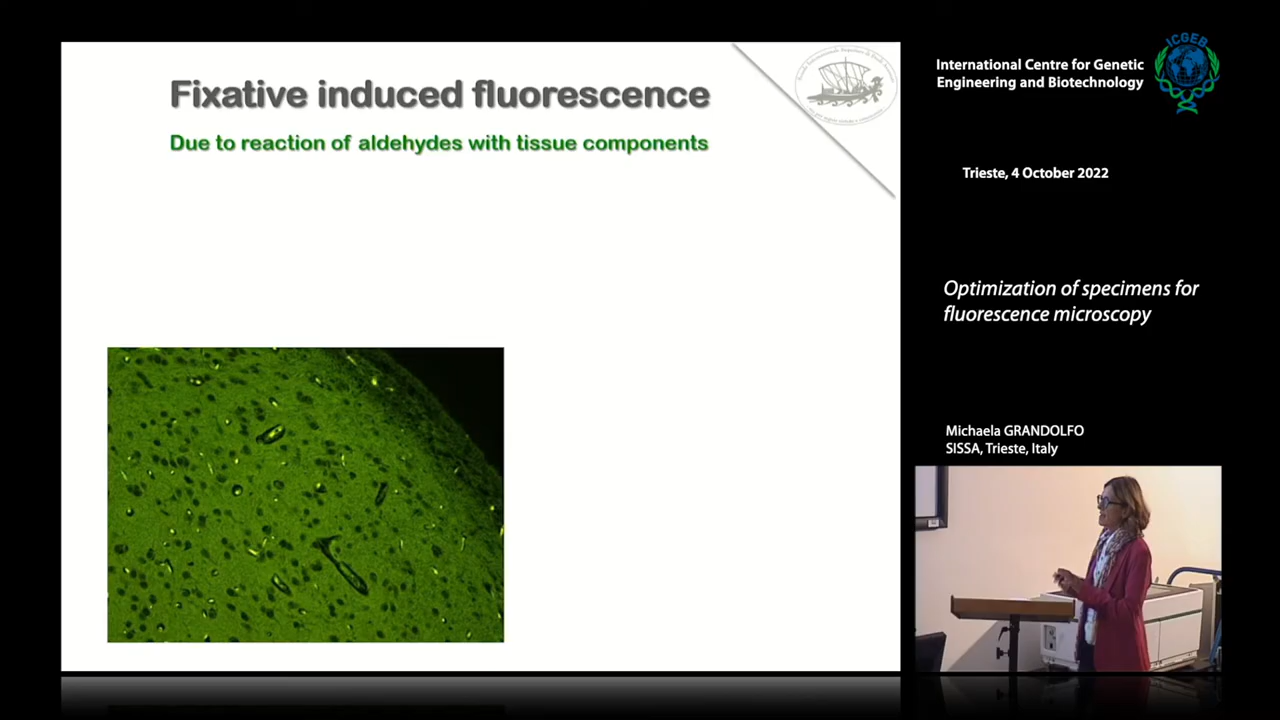 Fixative induced fluorescence
Due to reaction of aldehydes with tissue components
International Centre for Genetic
Engineering and Biotechnology
ICGEB
Trieste, 4 October 2022
Optimization of specimens for
fluorescence microscopy
Michaela GRANDOLFO
SISSA, Trieste, Italy